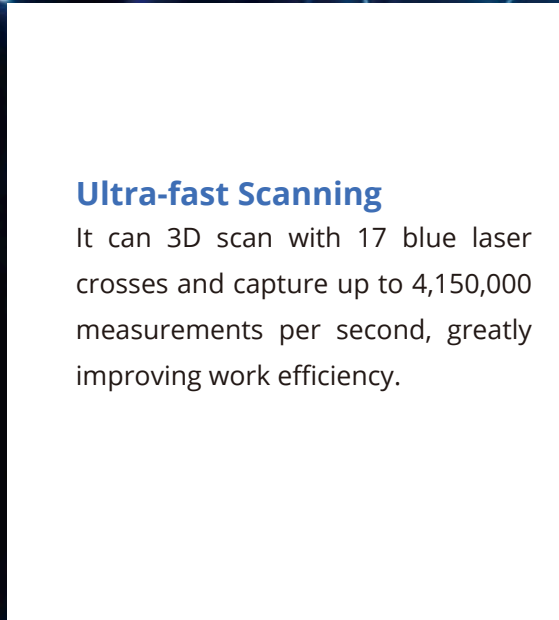 Ultra-fast Scanning
It can 3D scan with 17 blue laser
crosses and capture up to 4,150,000
measurements per second, greatly
improving work efficiency.